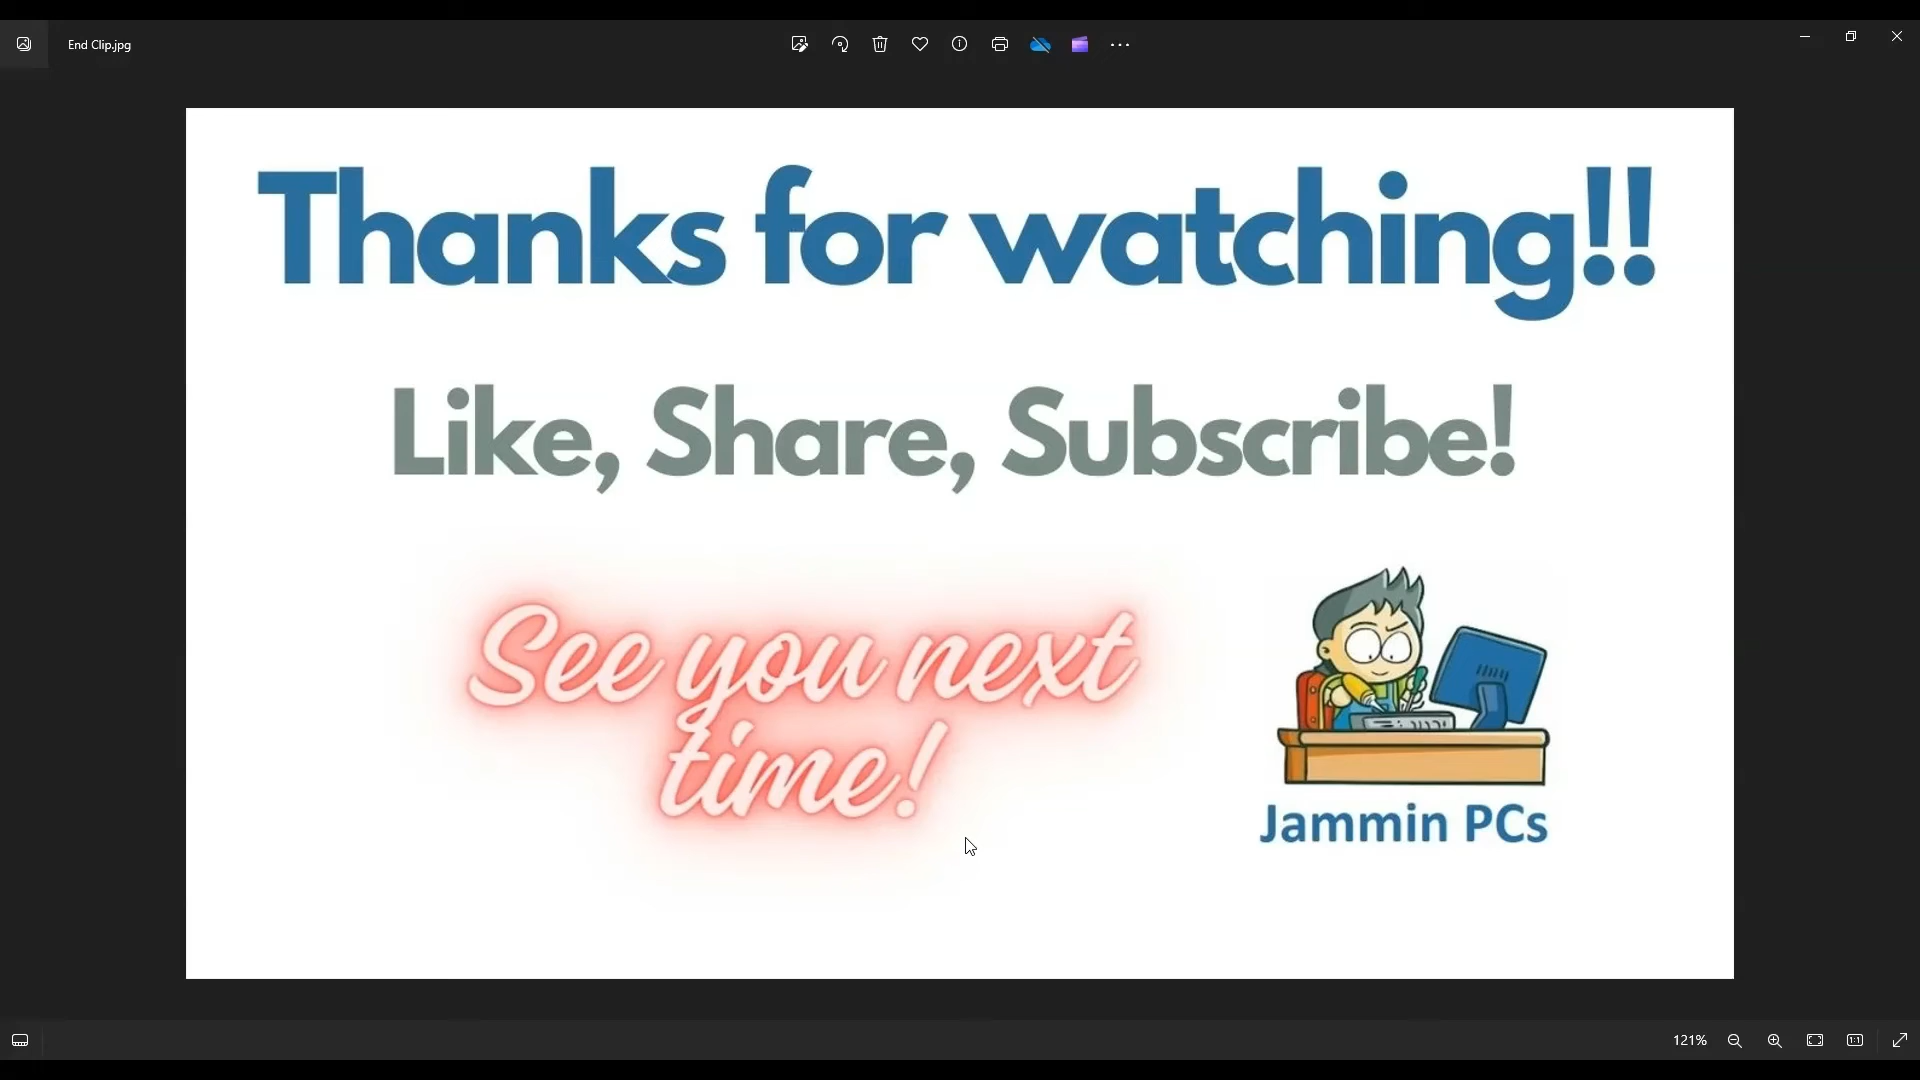 End Clip.jpg
Thanks for watching!!
Like, Share, Subscribe!
See you next
time!
Jammin PCs
121%